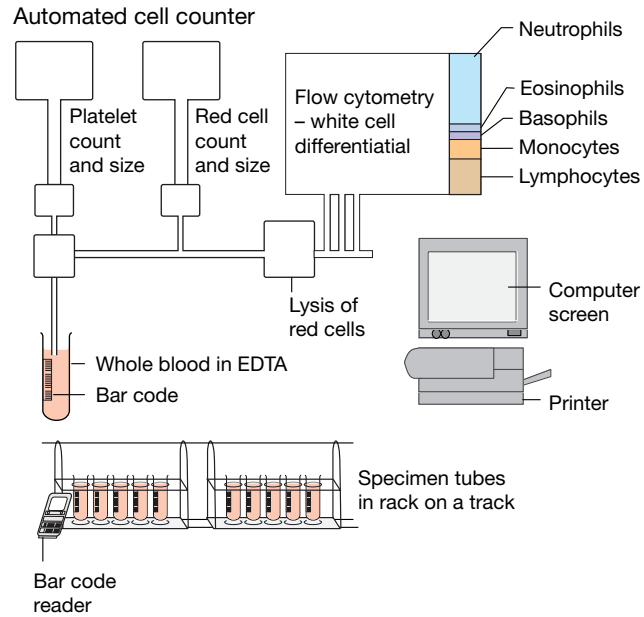 Automated cell counter
Platelet
count
and size
Red cell
count
and size
Flow cytometry
– white cell
differentiatial
Neutrophils
Eosinophils
Basophils
Monocytes
Lymphocytes
Lysis of
red cells
Computer
screen
Printer
Whole blood in EDTA
Bar code
Specimen tubes
in rack on a track
Bar code
reader